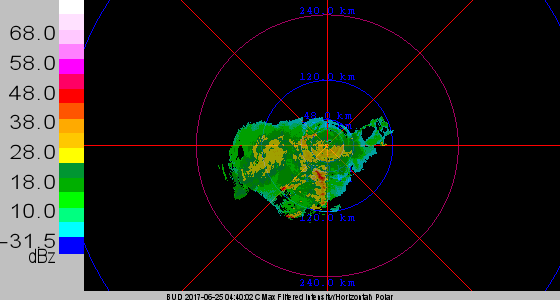 240.0 km
120.0 km
120.0 km
240.0 km
68.0
58.0
48.0
38.0
28.0
18.0
10.0
-31.5
dBz
BUD 2017-06-25 04:40:02 CMax Filtered Intensity(Horizontal) Polar